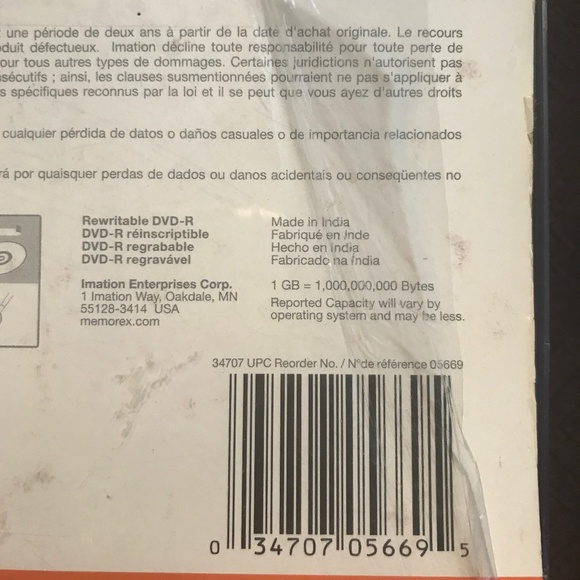 une période de deux ans à partir de la date d'achat originale. Le recours
duit défectueux. Imation décline toute responsabilité pour toute perte de
our tous autres types de dommages. Certaines juridictions n'autorisent pas
sécutifs ; ainsi, les clauses susmentionnées pourraient ne pas s'appliquer à
s spécifiques reconnus par la loi et il se peut que vous ayez d'autres droits
cualquier pérdida de datos o daños casuales o de importancia relacionados
rá por quaisquer perdas de dados ou danos acidentais ou conseqüentes no
Rewritable DVD-R
DVD-R réinscriptible
DVD-R regrabable
DVD-R regravável
Made in India
Fabriqué en Inde
Hecho en India
Fabricado na Índia
Imation Enterprises Corp.
1 Imation Way, Oakdale, MN
55128-3414 USA
memorex.com
1 GB = 1,000,000,000 Bytes
Reported Capacity will vary by
operating system and may be less.
34707 UPC Reorder No. / N°de référence 05669
0 34707 05669 5